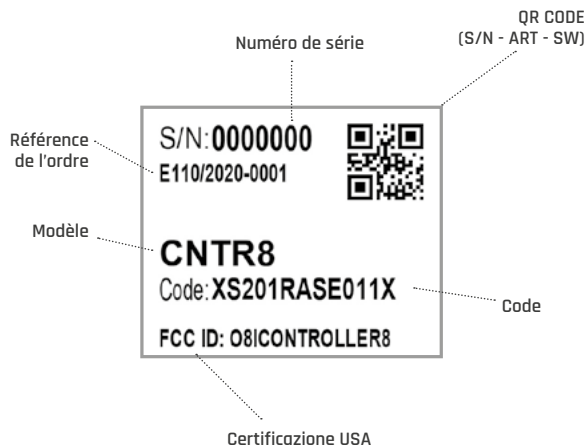 QR CODE
(S/N - ART - SW)
Numéro de série
S/N:0000000
Référence
de l'ordre
E110/2020-0001
Modèle
CNTR8
Code:XS201RASE011X
Code
FCC ID: O8ICONTROLLER8
Certificazione USA